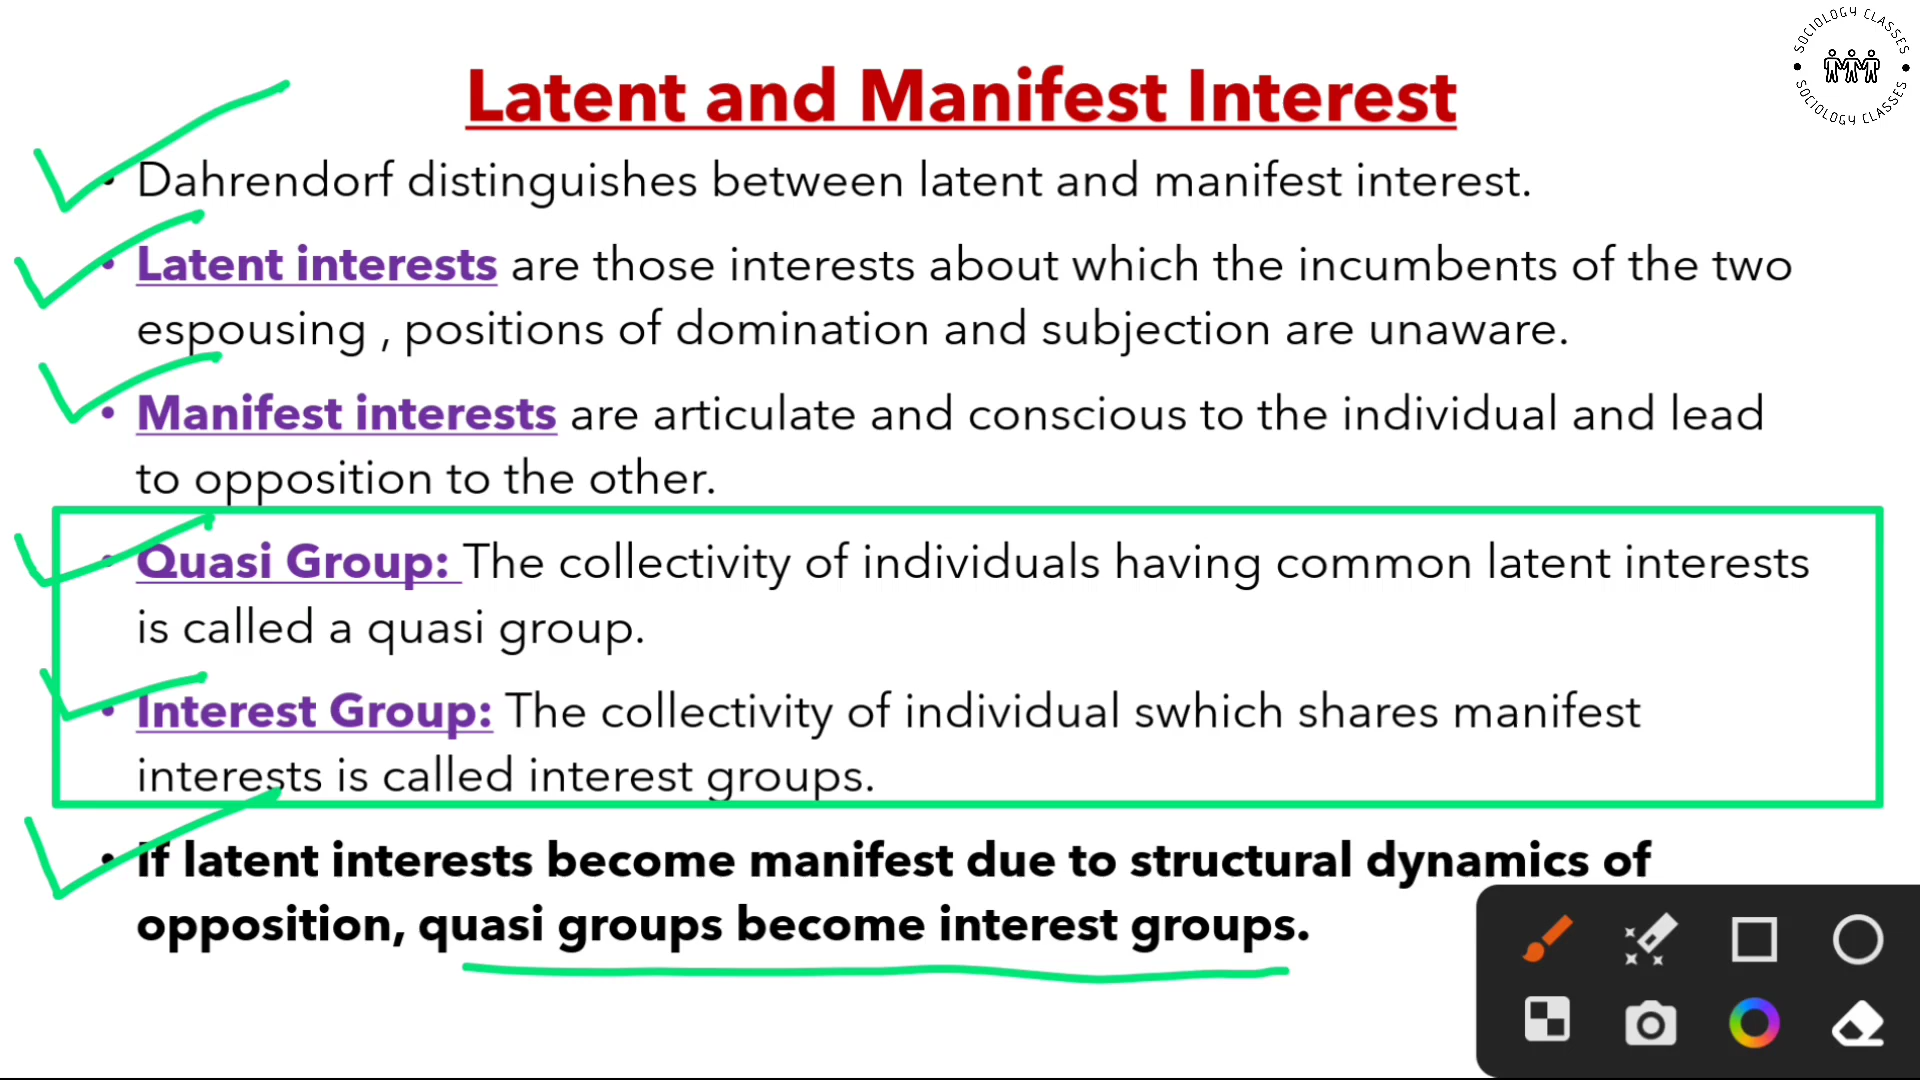 SOCIOLOGY CLASSES
SOCIOLOGY CLASSES
Latent and Manifest Interest
• Dahrendorf distinguishes between latent and manifest interest.
• Latent interests are those interests about which the incumbents of the two
espousing , positions of domination and subjection are unaware.
• Manifest interests are articulate and conscious to the individual and lead
to opposition to the other.
• Quasi Group: The collectivity of individuals having common latent interests
is called a quasi group.
• Interest Group: The collectivity of individual swhich shares manifest
interests is called interest groups.
• If latent interests become manifest due to structural dynamics of
opposition, quasi groups become interest groups.